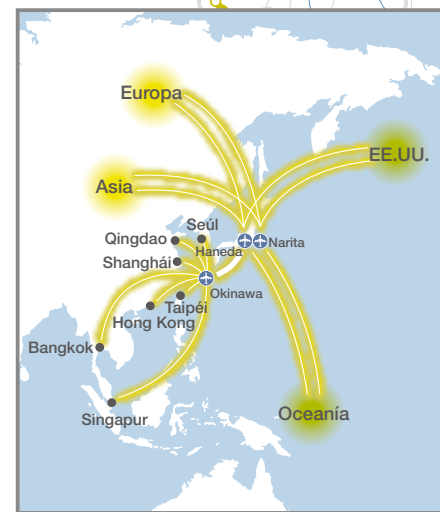 Europa
EE.UU.
Asia
Seúl
Qingdao
Haneda
Narita
Shanghái
Okinawa
Taipéi
Hong Kong
Bangkok
Oceanía
Singapur